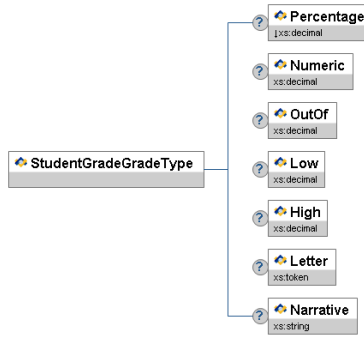 Percentage
↓xs:decimal
?
Numeric
xs:decimal
?
OutOf
xs:decimal
?
StudentGradeGradeType
Low
xs:decimal
?
High
xs:decimal
?
Letter
xs:token
?
Narrative
xs:string
?